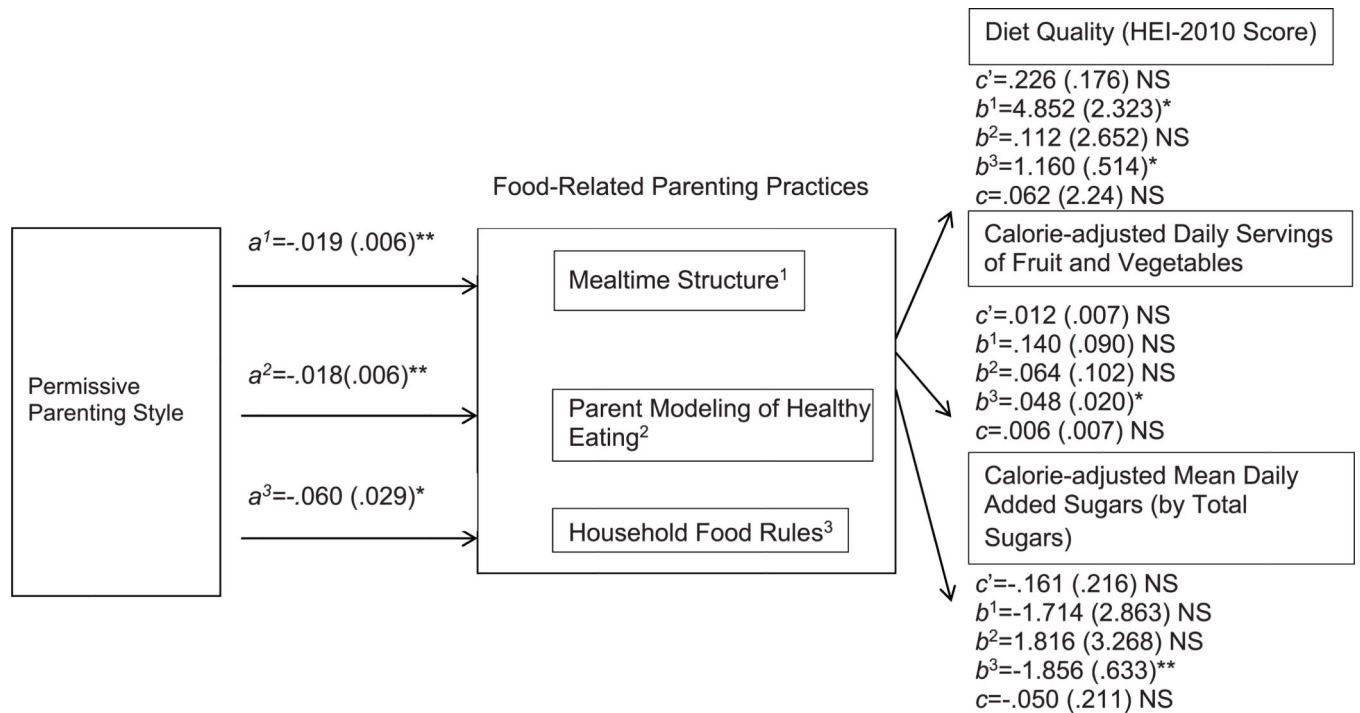 Permissive
Parenting Style
a¹=-.019 (.006)**
a²=-.018(.006)**
a³=-.060 (.029)*
Food-Related Parenting Practices
Mealtime Structure¹
Parent Modeling of Healthy
Eating²
Household Food Rules³
Diet Quality (HEI-2010 Score)
c’=.226 (.176) NS
b¹=4.852 (2.323)*
b²=.112 (2.652) NS
b³=1.160 (.514)*
c=.062 (2.24) NS
Calorie-adjusted Daily Servings
of Fruit and Vegetables
c’=.012 (.007) NS
b¹=.140 (.090) NS
b²=.064 (.102) NS
b³=.048 (.020)*
c=.006 (.007) NS
Calorie-adjusted Mean Daily
Added Sugars (by Total
Sugars)
c’=-.161 (.216) NS
b¹=-1.714 (2.863) NS
b²=1.816 (3.268) NS
b³=-1.856 (.633)**
c=-.050 (.211) NS